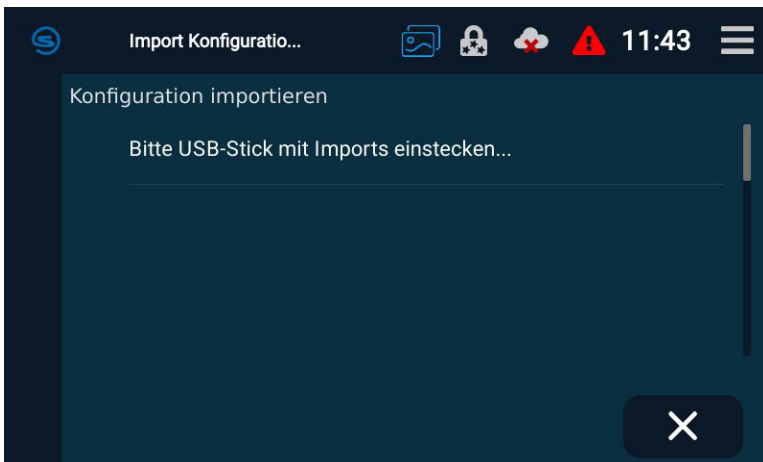 Import Konfiguratio... 11:43
Konfiguration importieren
Bitte USB-Stick mit Imports einstecken...